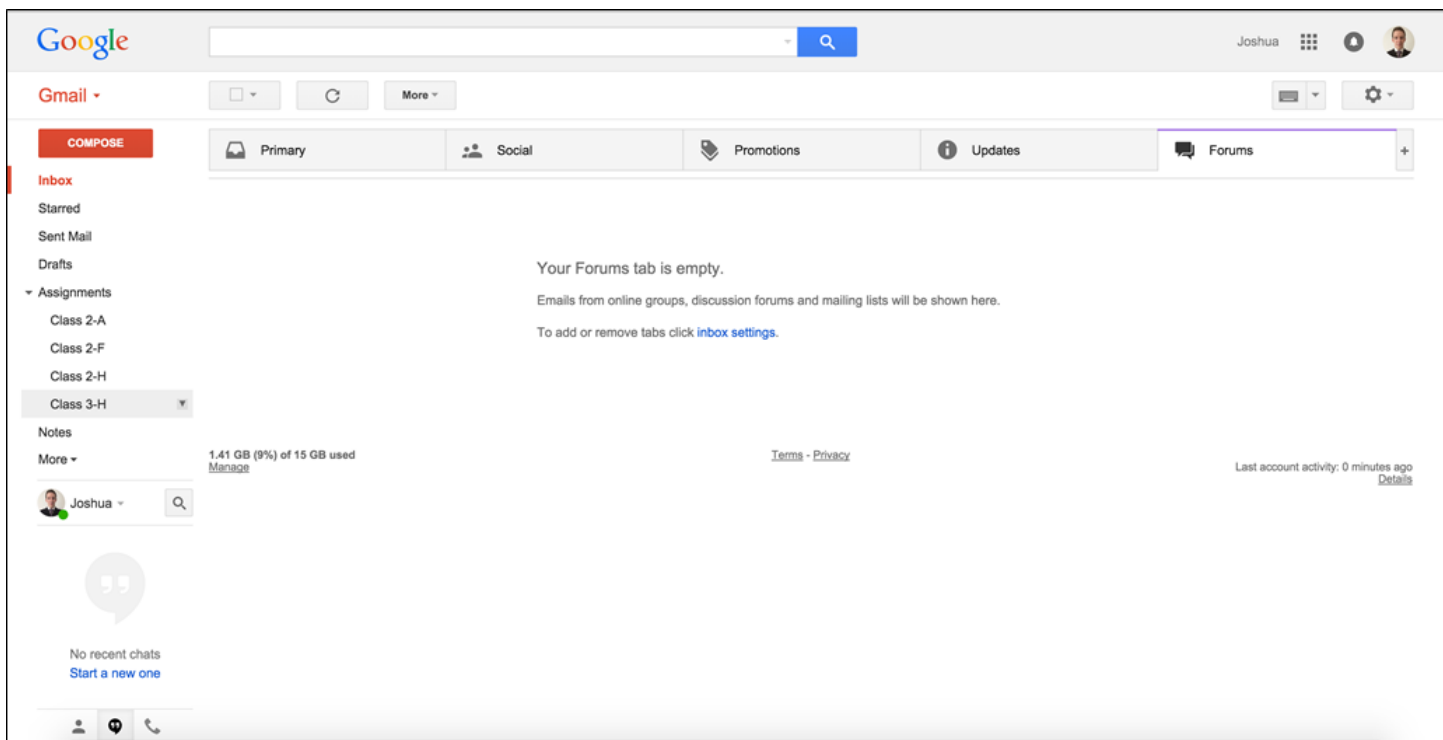 Google
Joshua
Gmail
More
COMPOSE
Primary
Social
Promotions
Updates
Forums
+
Inbox
Starred
Sent Mail
Drafts
Assignments
Class 2-A
Class 2-F
Class 2-H
Class 3-H
Notes
More
Your Forums tab is empty.
Emails from online groups, discussion forums and mailing lists will be shown here.
To add or remove tabs click inbox settings.
1.41 GB (9%) of 15 GB used
Manage
Terms - Privacy
Last account activity: 0 minutes ago
Details
Joshua
No recent chats
Start a new one